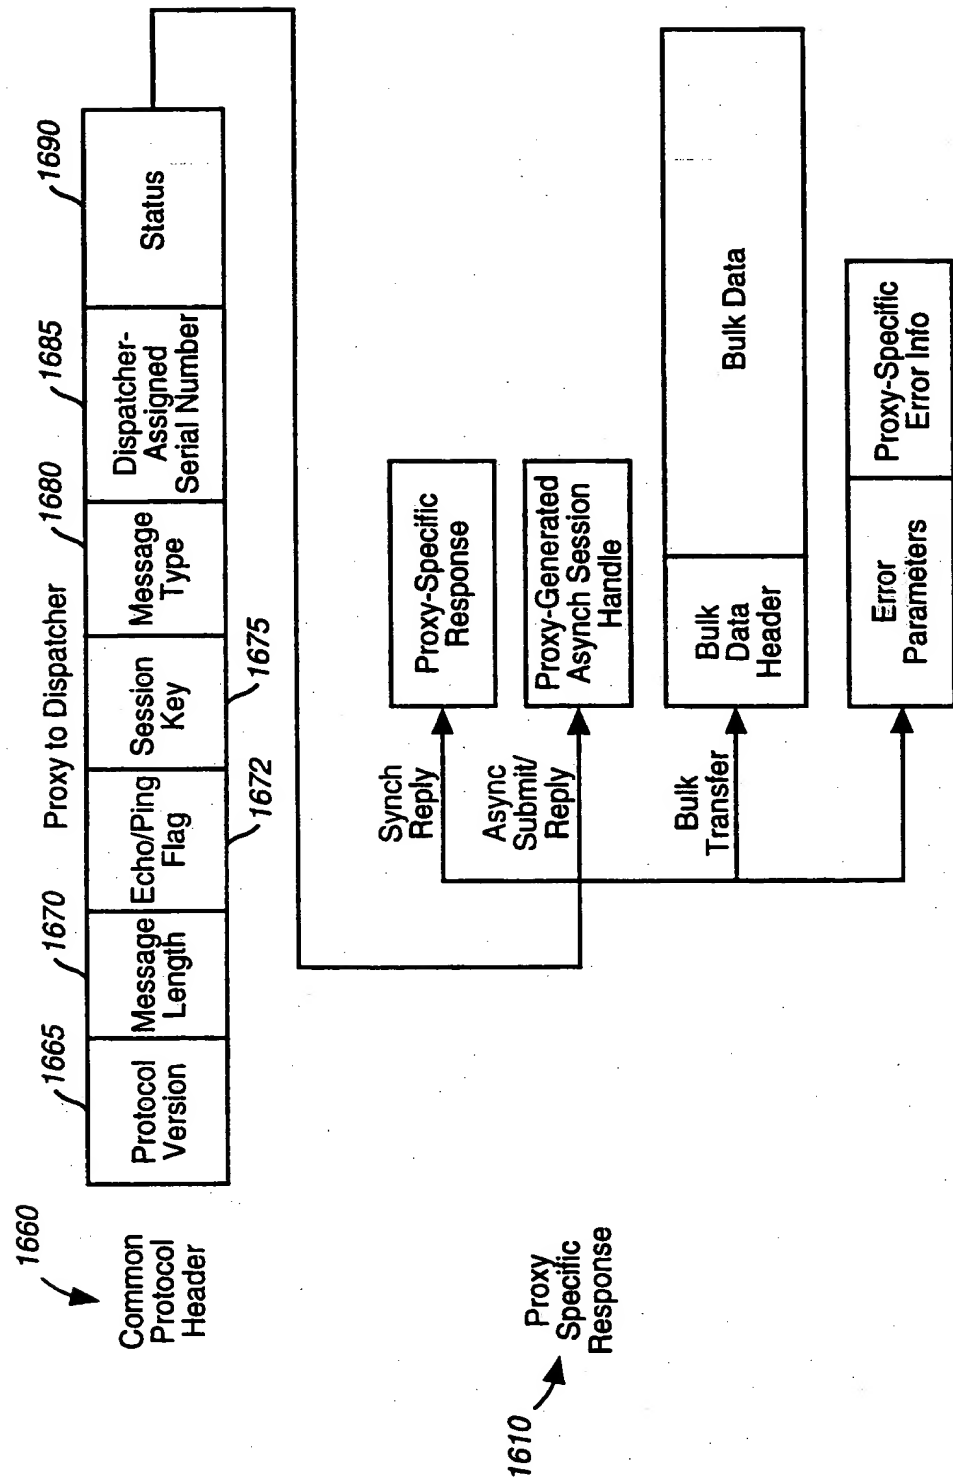 Proxy to Dispatcher
1660
Common
Protocol
Header
1665
Protocol
Version
1670
Message
Length
Echo/Ping
Flag
1672
Session
Key
1675
1680
Message
Type
1685
Dispatcher-
Assigned
Serial Number
1690
Status
1610
Proxy
Specific
Response
Synch
Reply
Proxy-Specific
Response
Async
Submit/
Reply
Proxy-Generated
Asynch Session
Handle
Bulk
Transfer
Bulk
Data
Header
Bulk Data
Error
Parameters
Proxy-Specific
Error Info